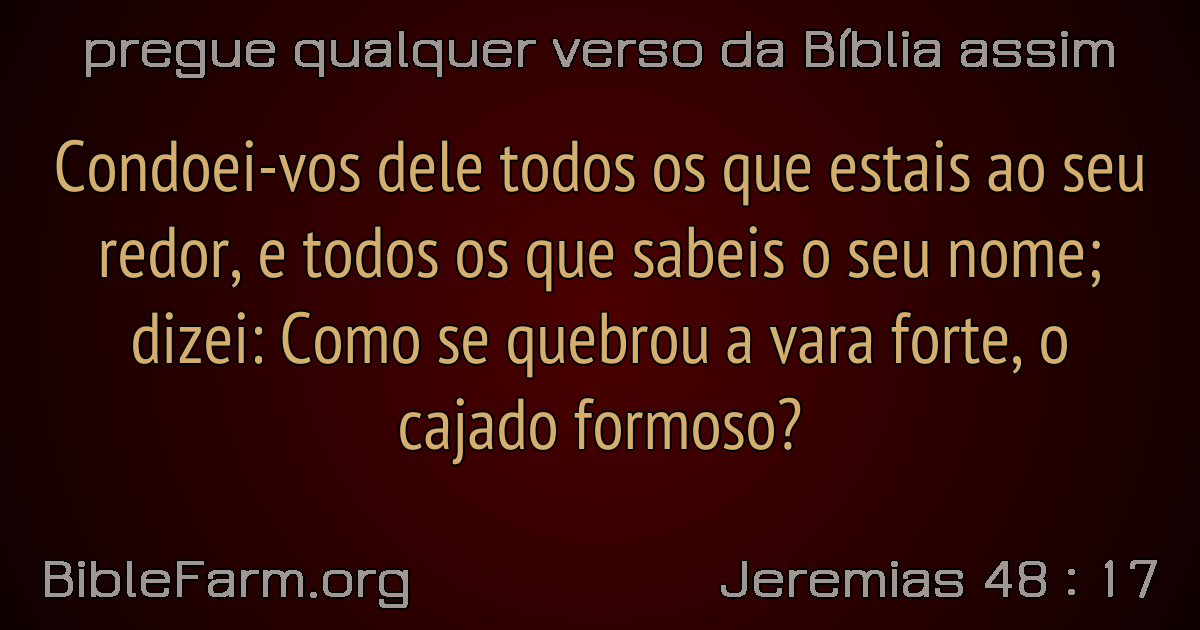 pregue qualquer verso da Bíblia assim
Condoei-vos dele todos os que estais ao seu
redor, e todos os que sabeis o seu nome;
dizei: Como se quebrou a vara forte, o
cajado formoso?
BibleFarm.org
Jeremias 48 : 17